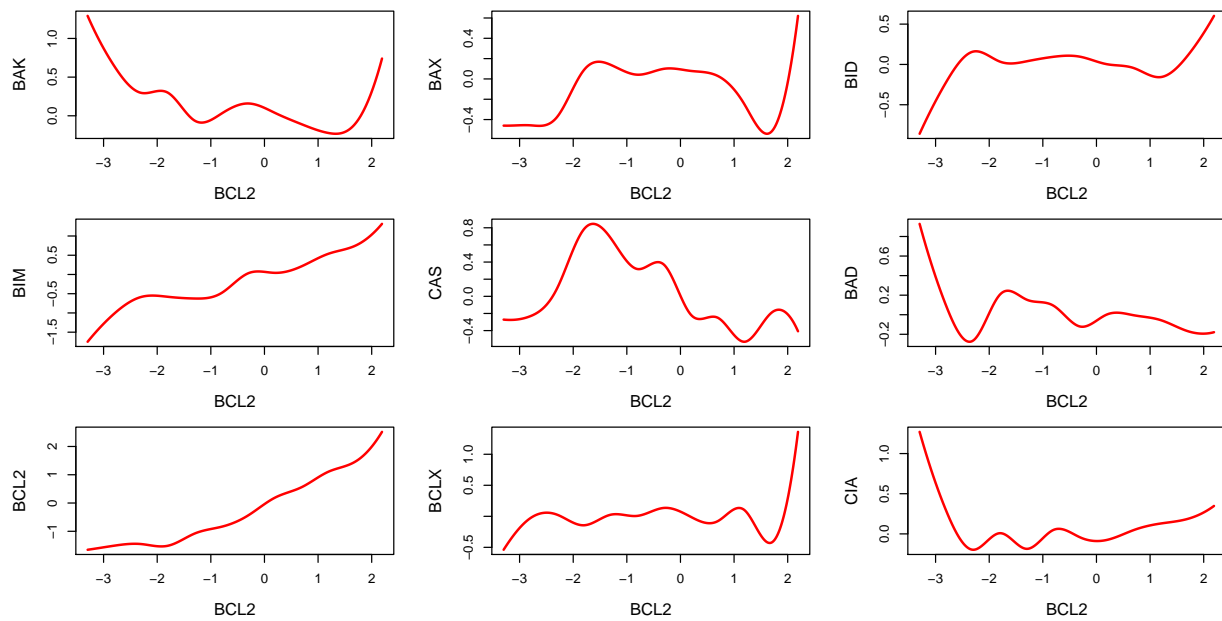 BAK
0.0 0.5 1.0
−3 −2 −1 0 1 2
BCL2
BAX
−0.4 0.0 0.4
−3 −2 −1 0 1 2
BCL2
BID
−0.5 0.0
−3 −2 −1 0 1 2
BCL2
BIM
−1.5 −0.5 0.5
−3 −2 −1 0 1 2
BCL2
CAS
−0.4 0.0 0.4 0.8
−3 −2 −1 0 1 2
BCL2
BAD
−0.2 0.2 0.6
−3 −2 −1 0 1 2
BCL2
BCL2
−1 0 1 2
−3 −2 −1 0 1 2
BCL2
BCLX
−0.5 0.5 1.0
−3 −2 −1 0 1 2
BCL2
CIA
0.0 0.5 1.0
−3 −2 −1 0 1 2
BCL2